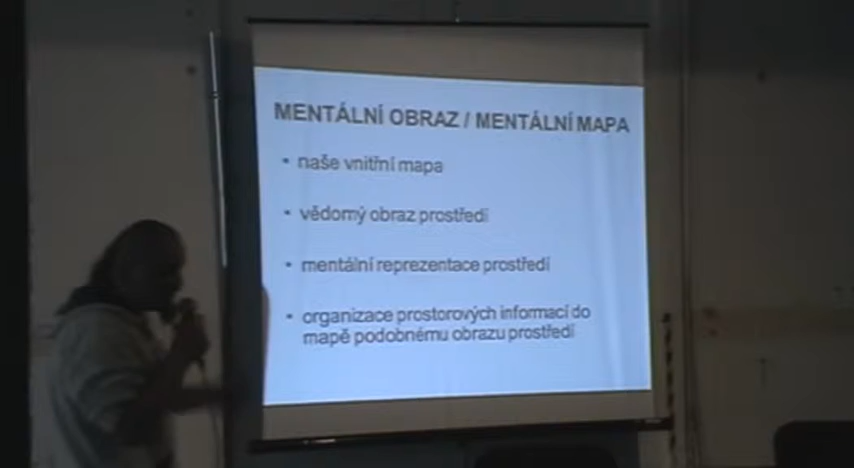 MENTÁLNÍ OBRAZ / MENTÁLNÍ MAPA
• naše vnitřní mapa
• vědomý obraz prostředí
• mentální reprezentace prostředí
• organizace prostorových informací do
mapě podobnému obrazu prostředí